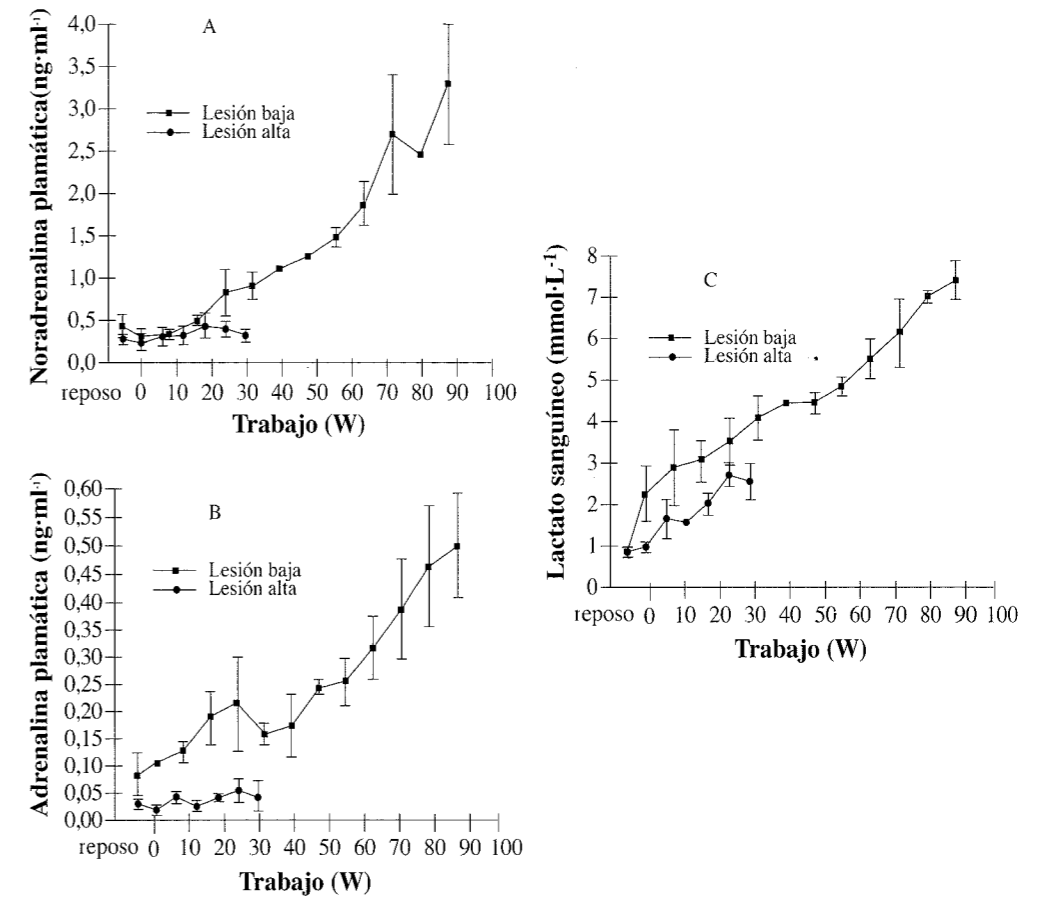 A
Noradrenalina plamática(ng·ml⁻¹)
4,0
3,5
3,0
2,5
2,0
1,5
1,0
0,5
0,0
Lesión baja
Lesión alta
reposo 0 10 20 30 40 50 60 70 80 90 100
Trabajo (W)
B
Adrenalina plamática (ng·ml⁻¹)
0,60
0,55
0,50
0,45
0,40
0,35
0,30
0,25
0,20
0,15
0,10
0,05
0,00
Lesión baja
Lesión alta
reposo 0 10 20 30 40 50 60 70 80 90 100
Trabajo (W)
C
Lactato sanguíneo (mmol·L⁻¹)
8
7
6
5
4
3
2
1
0
Lesión baja
Lesión alta
reposo 0 10 20 30 40 50 60 70 80 90 100
Trabajo (W)